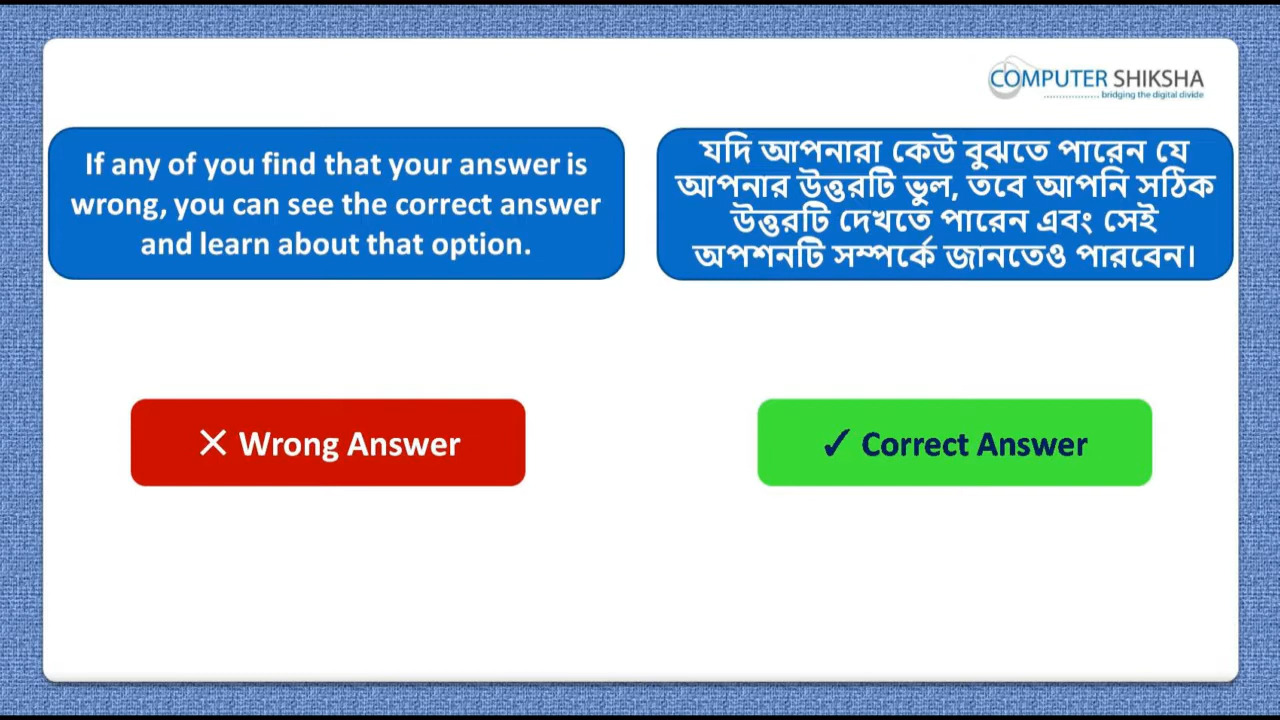 COMPUTER SHIKSHA
bridging the digital divide
If any of you find that your answer is
wrong, you can see the correct answer
and learn about that option.
যদি আপনারা কেউ বুঝতে পারেন যে
আপনার উত্তরটি ভুল, তবে আপনি সঠিক
উত্তরটি দেখতে পারেন এবং সেই
অপশনটি সম্পর্কে জানতেও পারবেন।
✕ Wrong Answer
✓ Correct Answer